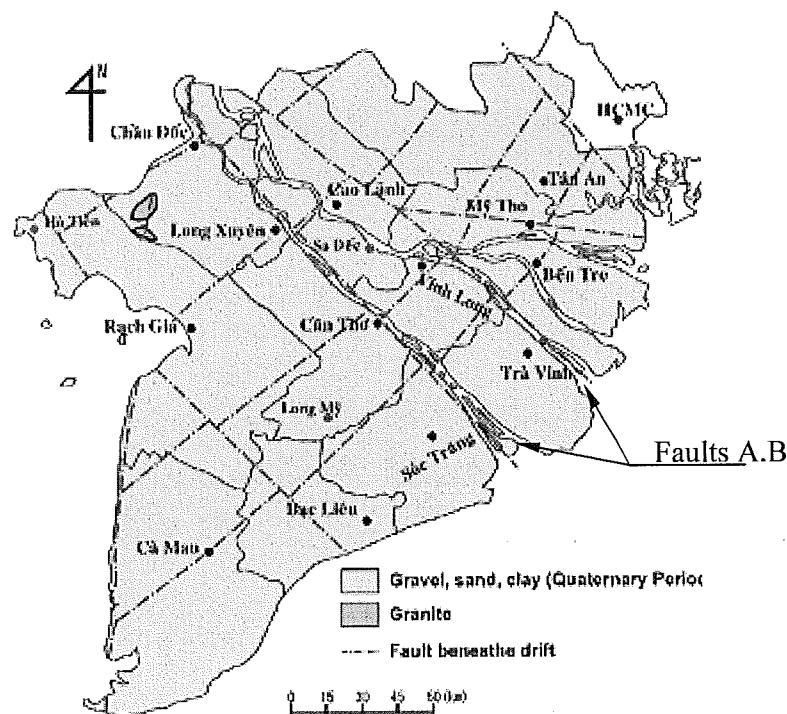 N
HCMC
Châu Đốc
Tân An
Cao Lãnh
Mỹ Tho
Hà Tiên
Long Xuyên
Sa Đéc
Bến Tre
Vĩnh Long
Rạch Giá
Cần Thơ
Trà Vinh
Long Mỹ
Sóc Trăng
Faults A.B
Bạc Liêu
Cà Mau
Gravel, sand, clay (Quaternary Perioc
Granite
Fault beneathe drift
0 15 30 45 60 (km)